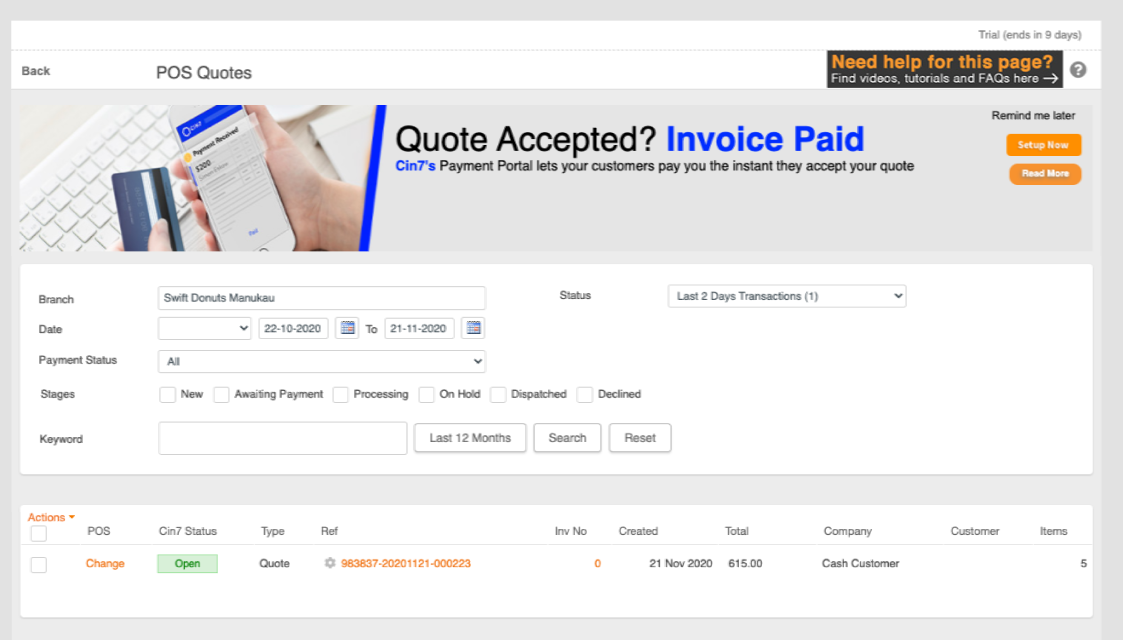 Trial (ends in 9 days)
Back
POS Quotes
Need help for this page?
Find videos, tutorials and FAQs here →
?
CIN7
Payment Received
$200
Paid
Quote Accepted? Invoice Paid
Cin7's Payment Portal lets your customers pay you the instant they accept your quote
Remind me later
Setup Now
Read More
Branch
Swift Donuts Manukau
Status
Last 2 Days Transactions (1)
Date
22-10-2020
To
21-11-2020
Payment Status
All
Stages
New
Awaiting Payment
Processing
On Hold
Dispatched
Declined
Keyword
Last 12 Months
Search
Reset
Actions
POS
Cin7 Status
Type
Ref
Inv No
Created
Total
Company
Customer
Items
Change
Open
Quote
983837-20201121-000223
0
21 Nov 2020
615.00
Cash Customer
5